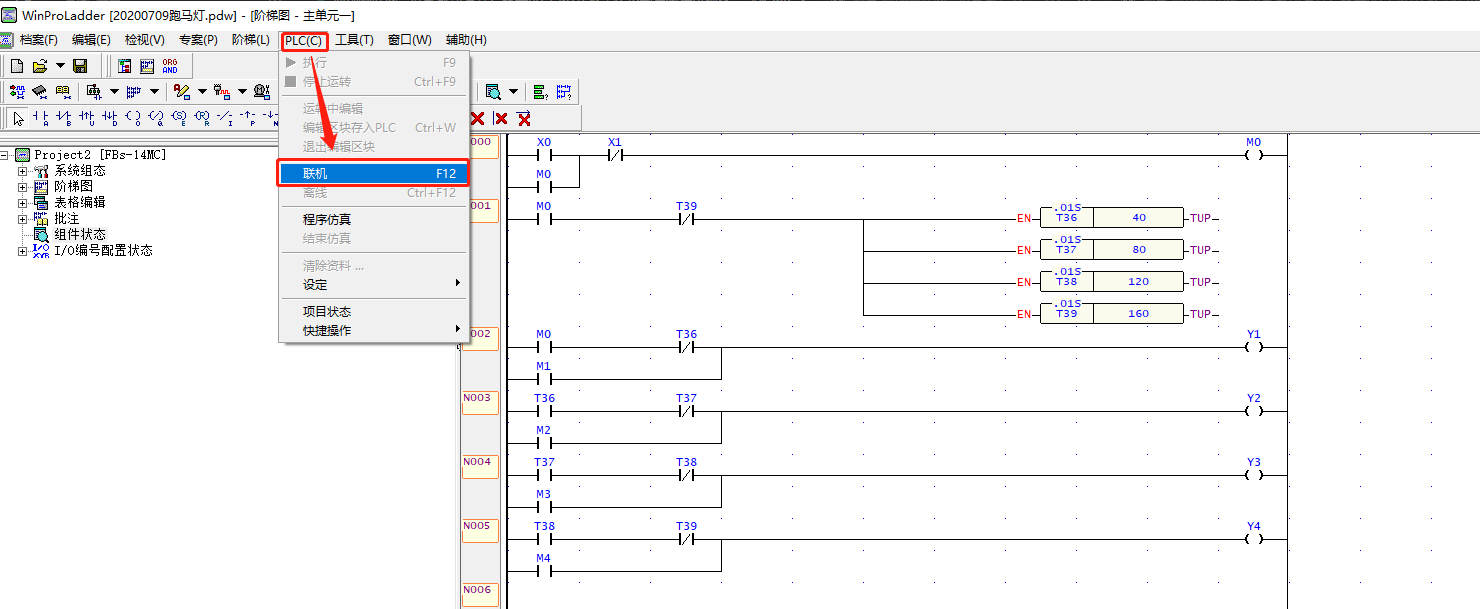 WinProLadder [20200709跑马灯.pdw] - [阶梯图 - 主单元一]
档案(F) 编辑(E) 检视(V) 专案(P) 阶梯(L) PLC(C) 工具(T) 窗口(W) 辅助(H)
执行 F9
停止运转 Ctrl+F9
运转中编辑
编辑区块存入PLC Ctrl+W
退出编辑区块
联机 F12
离线 Ctrl+F12
程序仿真
结束仿真
清除资料 ...
设定
项目状态
快捷操作
ORG
AND
A B U D O Q S R I P N
Project2 [FBs-14MC]
系统组态
阶梯图
表格编辑
批注
组件状态
I/O编号配置状态
000 X0 X1 M0
M0
001 M0 T39
EN .01S T36 40 TUP
EN .01S T37 80 TUP
EN .01S T38 120 TUP
EN .01S T39 160 TUP
002 M0 T36 Y1
M1
N003 T36 T37 Y2
M2
N004 T37 T38 Y3
M3
N005 T38 T39 Y4
M4
N006